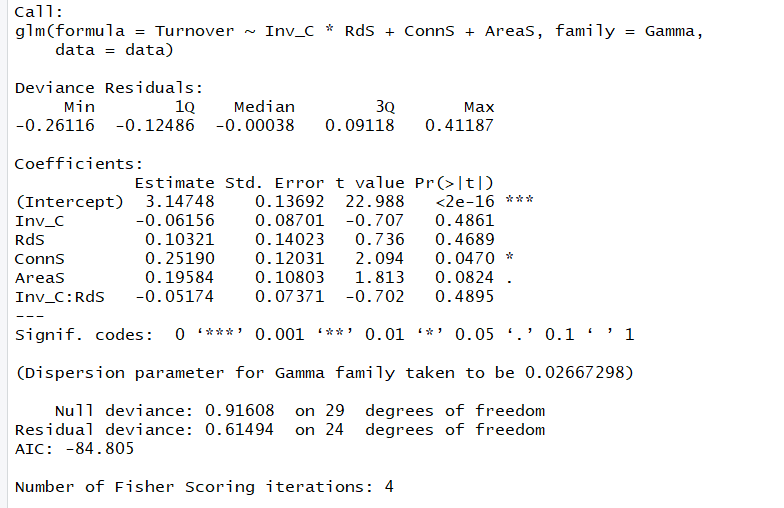 Call:
glm(formula = Turnover ~ Inv_C * RdS + ConnS + AreaS, family = Gamma,
    data = data)

Deviance Residuals:
     Min        1Q    Median        3Q       Max
-0.26116  -0.12486  -0.00038   0.09118   0.41187

Coefficients:
            Estimate Std. Error t value Pr(>|t|)
(Intercept)  3.14748    0.13692  22.988   <2e-16 ***
Inv_C       -0.06156    0.08701  -0.707   0.4861
RdS          0.10321    0.14023   0.736   0.4689
ConnS        0.25190    0.12031   2.094   0.0470 *
AreaS        0.19584    0.10803   1.813   0.0824 .
Inv_C:RdS   -0.05174    0.07371  -0.702   0.4895
---
Signif. codes:  0 ‘***’ 0.001 ‘**’ 0.01 ‘*’ 0.05 ‘.’ 0.1 ‘ ’ 1

(Dispersion parameter for Gamma family taken to be 0.02667298)

    Null deviance: 0.91608  on 29  degrees of freedom
Residual deviance: 0.61494  on 24  degrees of freedom
AIC: -84.805

Number of Fisher Scoring iterations: 4